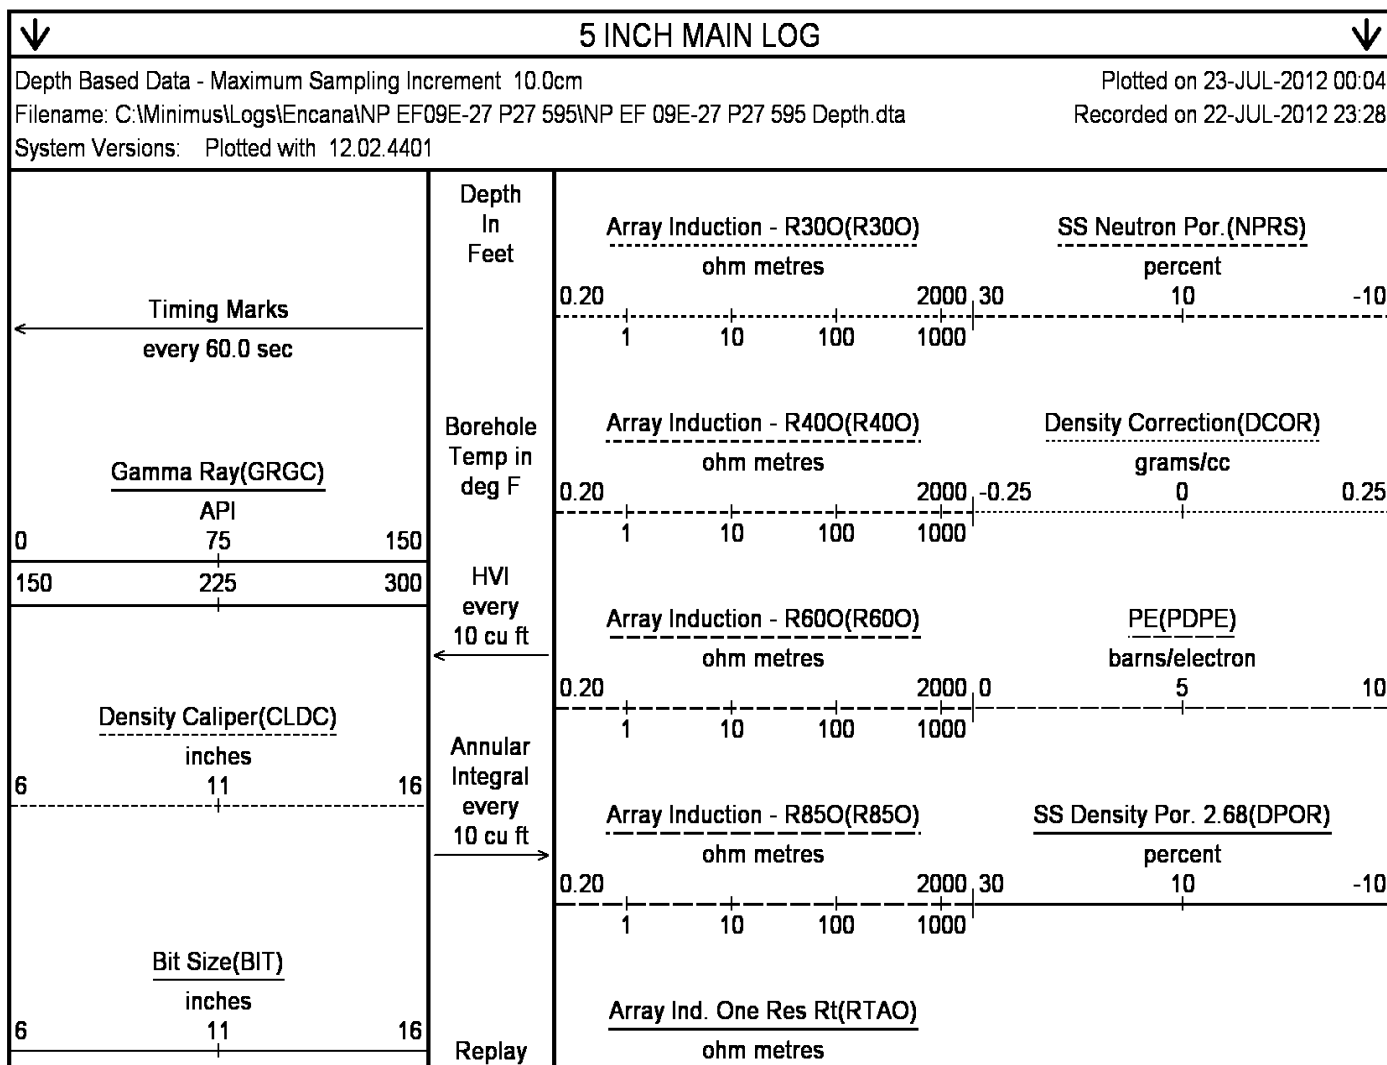 5 INCH MAIN LOG
Depth Based Data - Maximum Sampling Increment 10.0cm
Plotted on 23-JUL-2012 00:04
Filename: C:\Minimus\Logs\Encana\NP EF09E-27 P27 595\NP EF 09E-27 P27 595 Depth.dta
Recorded on 22-JUL-2012 23:28
System Versions: Plotted with 12.02.4401
Timing Marks
every 60.0 sec
Gamma Ray(GRGC)
API
0 75 150
150 225 300
Density Caliper(CLDC)
inches
6 11 16
Bit Size(BIT)
inches
6 11 16
Depth
In
Feet
Borehole
Temp in
deg F
HVI
every
10 cu ft
Annular
Integral
every
10 cu ft
Replay
Array Induction - R30O(R30O)
ohm metres
0.20 2000
1 10 100 1000
Array Induction - R40O(R40O)
ohm metres
0.20 2000
1 10 100 1000
Array Induction - R60O(R60O)
ohm metres
0.20 2000
1 10 100 1000
Array Induction - R85O(R85O)
ohm metres
0.20 2000
1 10 100 1000
Array Ind. One Res Rt(RTAO)
ohm metres
SS Neutron Por.(NPRS)
percent
30 10 -10
Density Correction(DCOR)
grams/cc
-0.25 0 0.25
PE(PDPE)
barns/electron
0 5 10
SS Density Por. 2.68(DPOR)
percent
30 10 -10